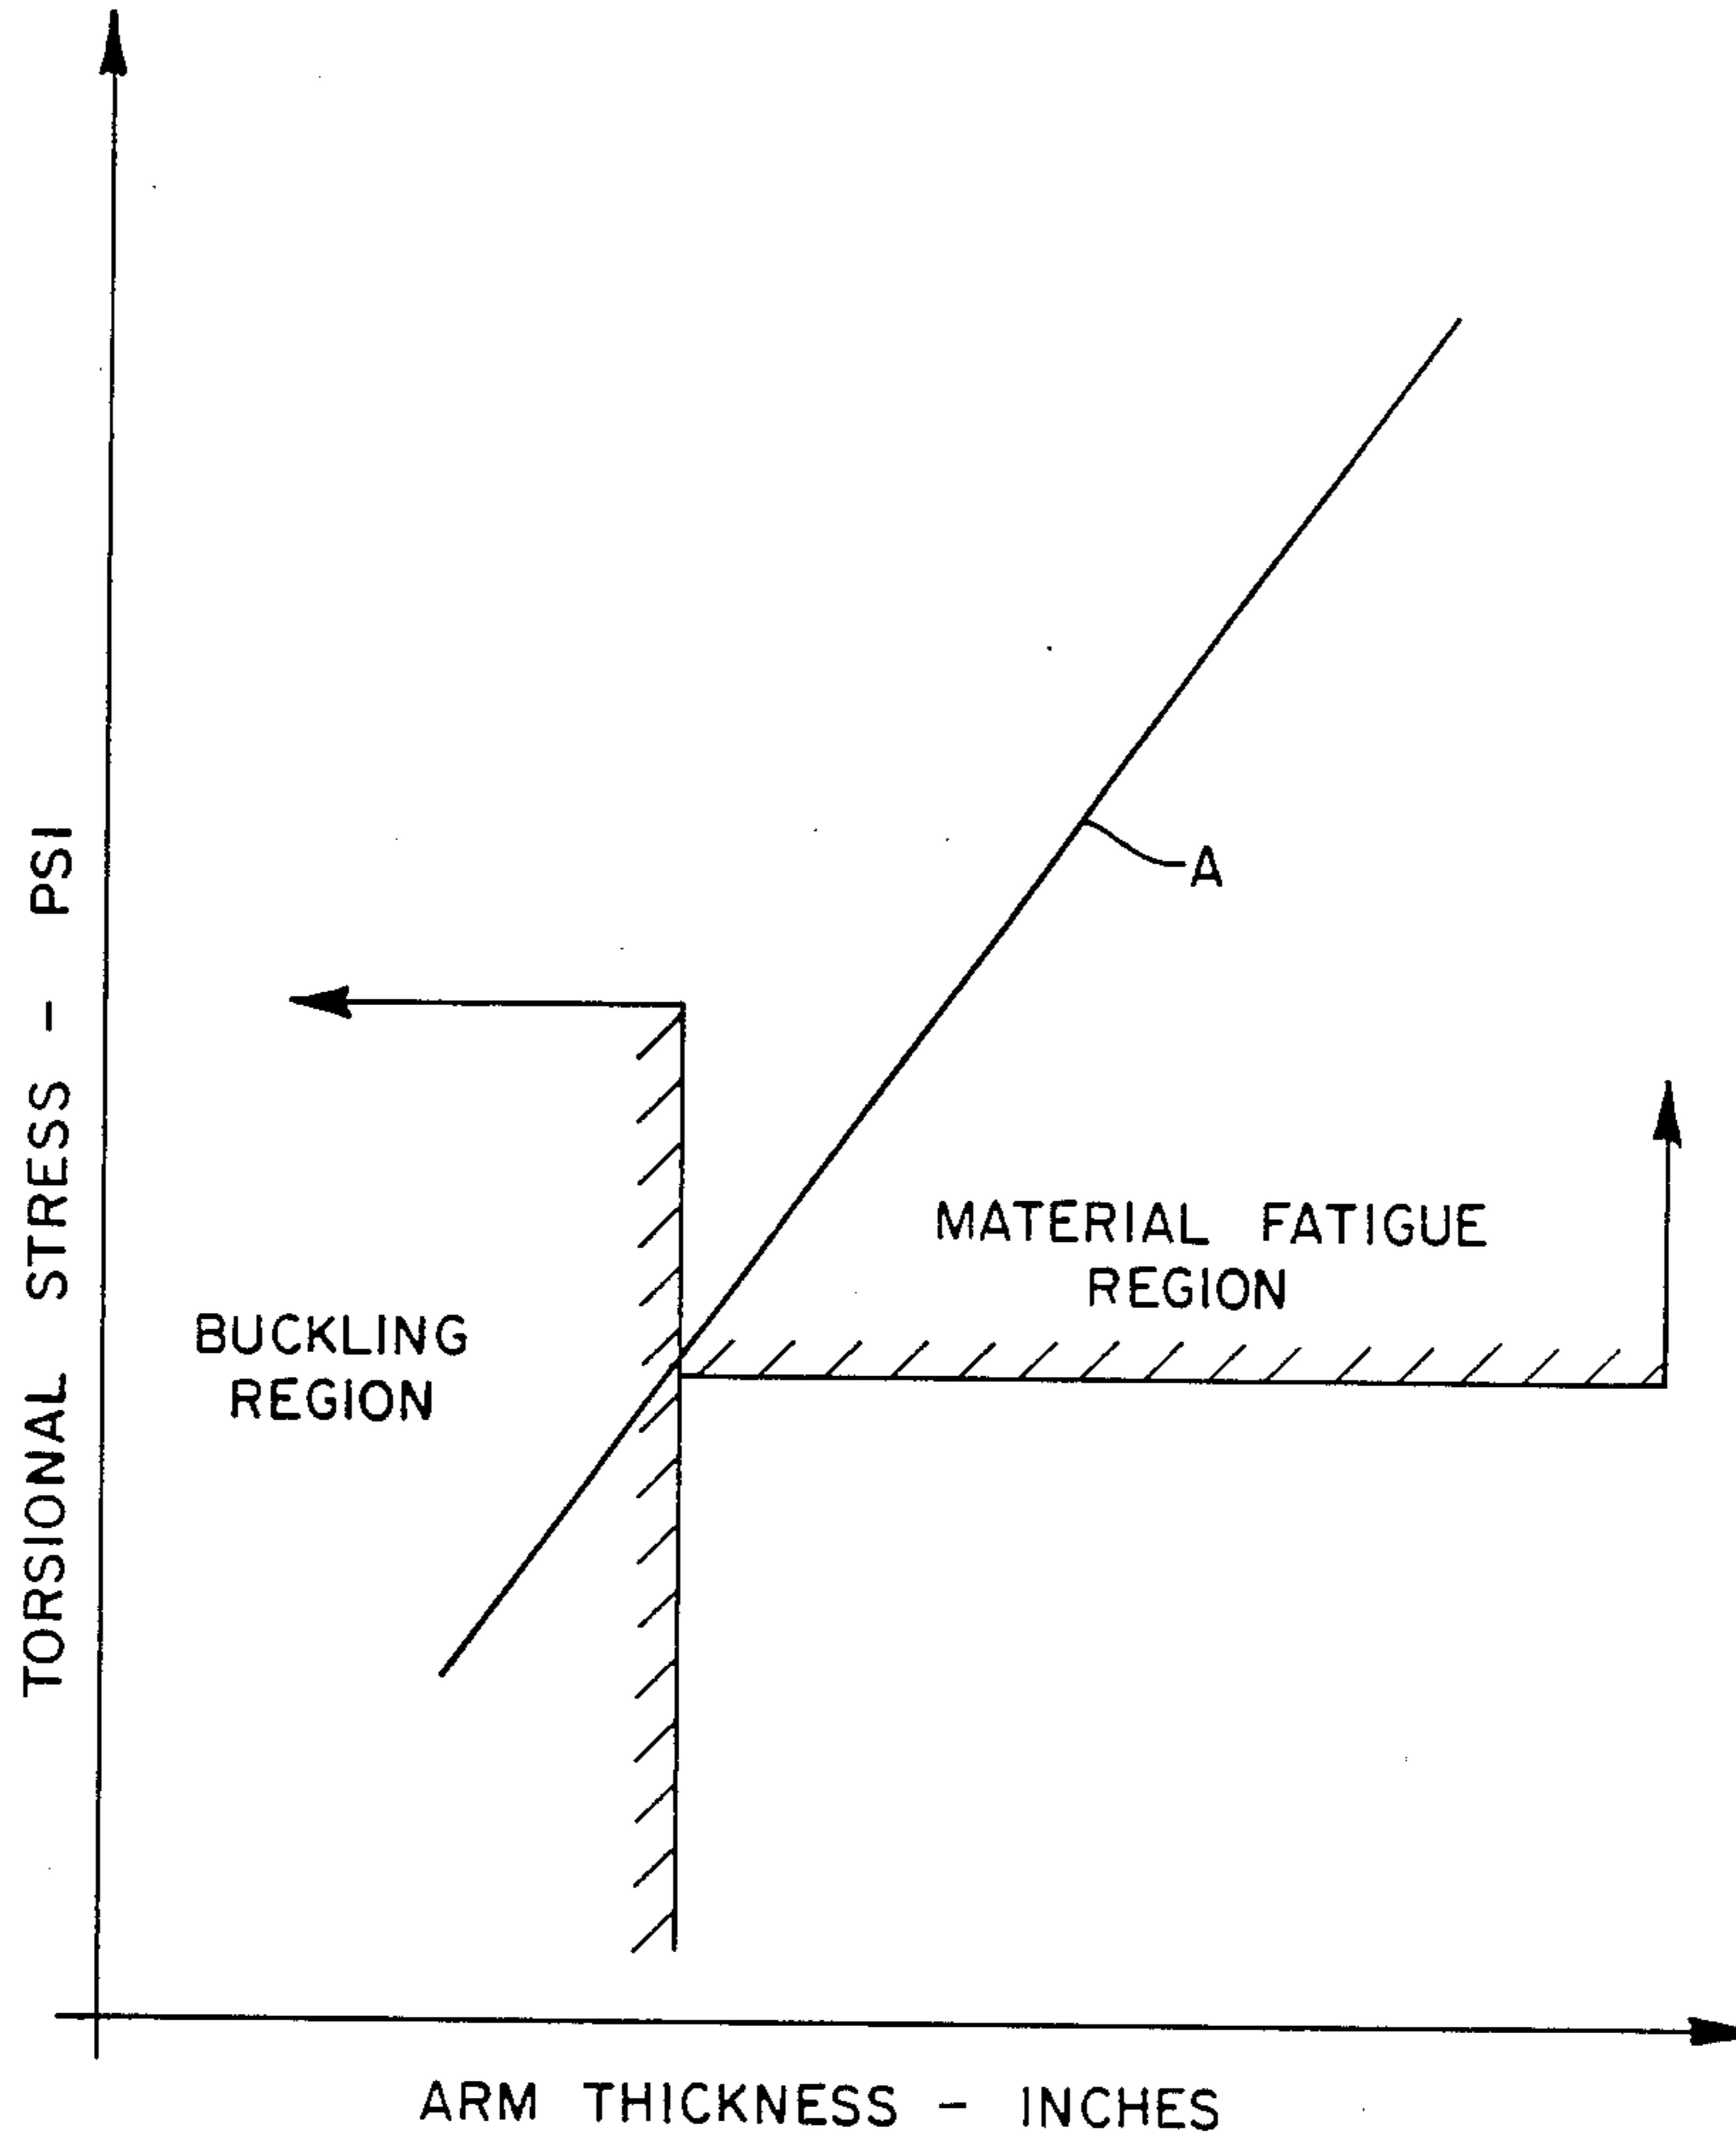 TORSIONAL STRESS - PSI
A
MATERIAL FATIGUE
REGION
BUCKLING
REGION
ARM THICKNESS - INCHES